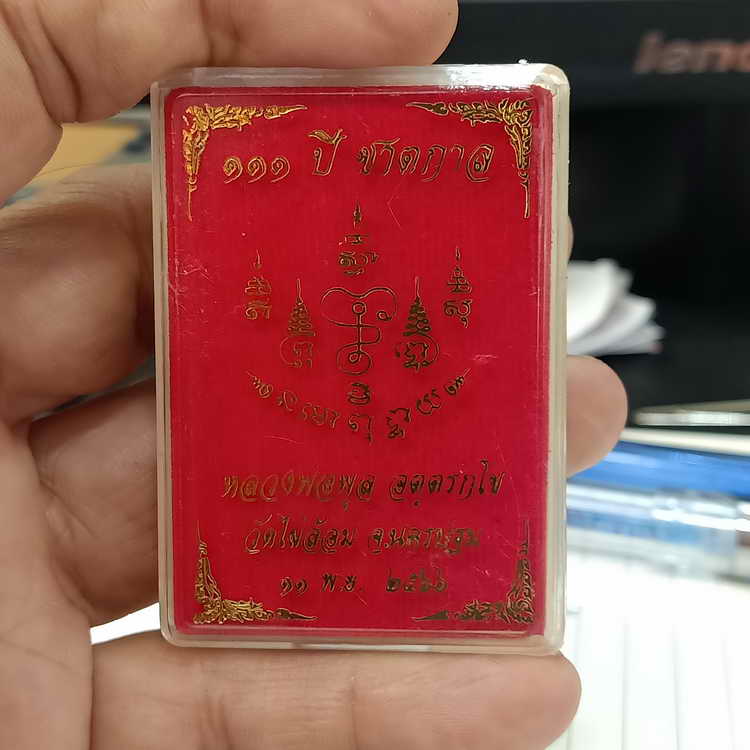 ๑๑๑ ปี ชาตกาล
หลวงพ่อพูล อตฺตรกฺโข
วัดไผ่ล้อม จ.นครปฐม
๑๑ พ.ย. ๒๕๖๖